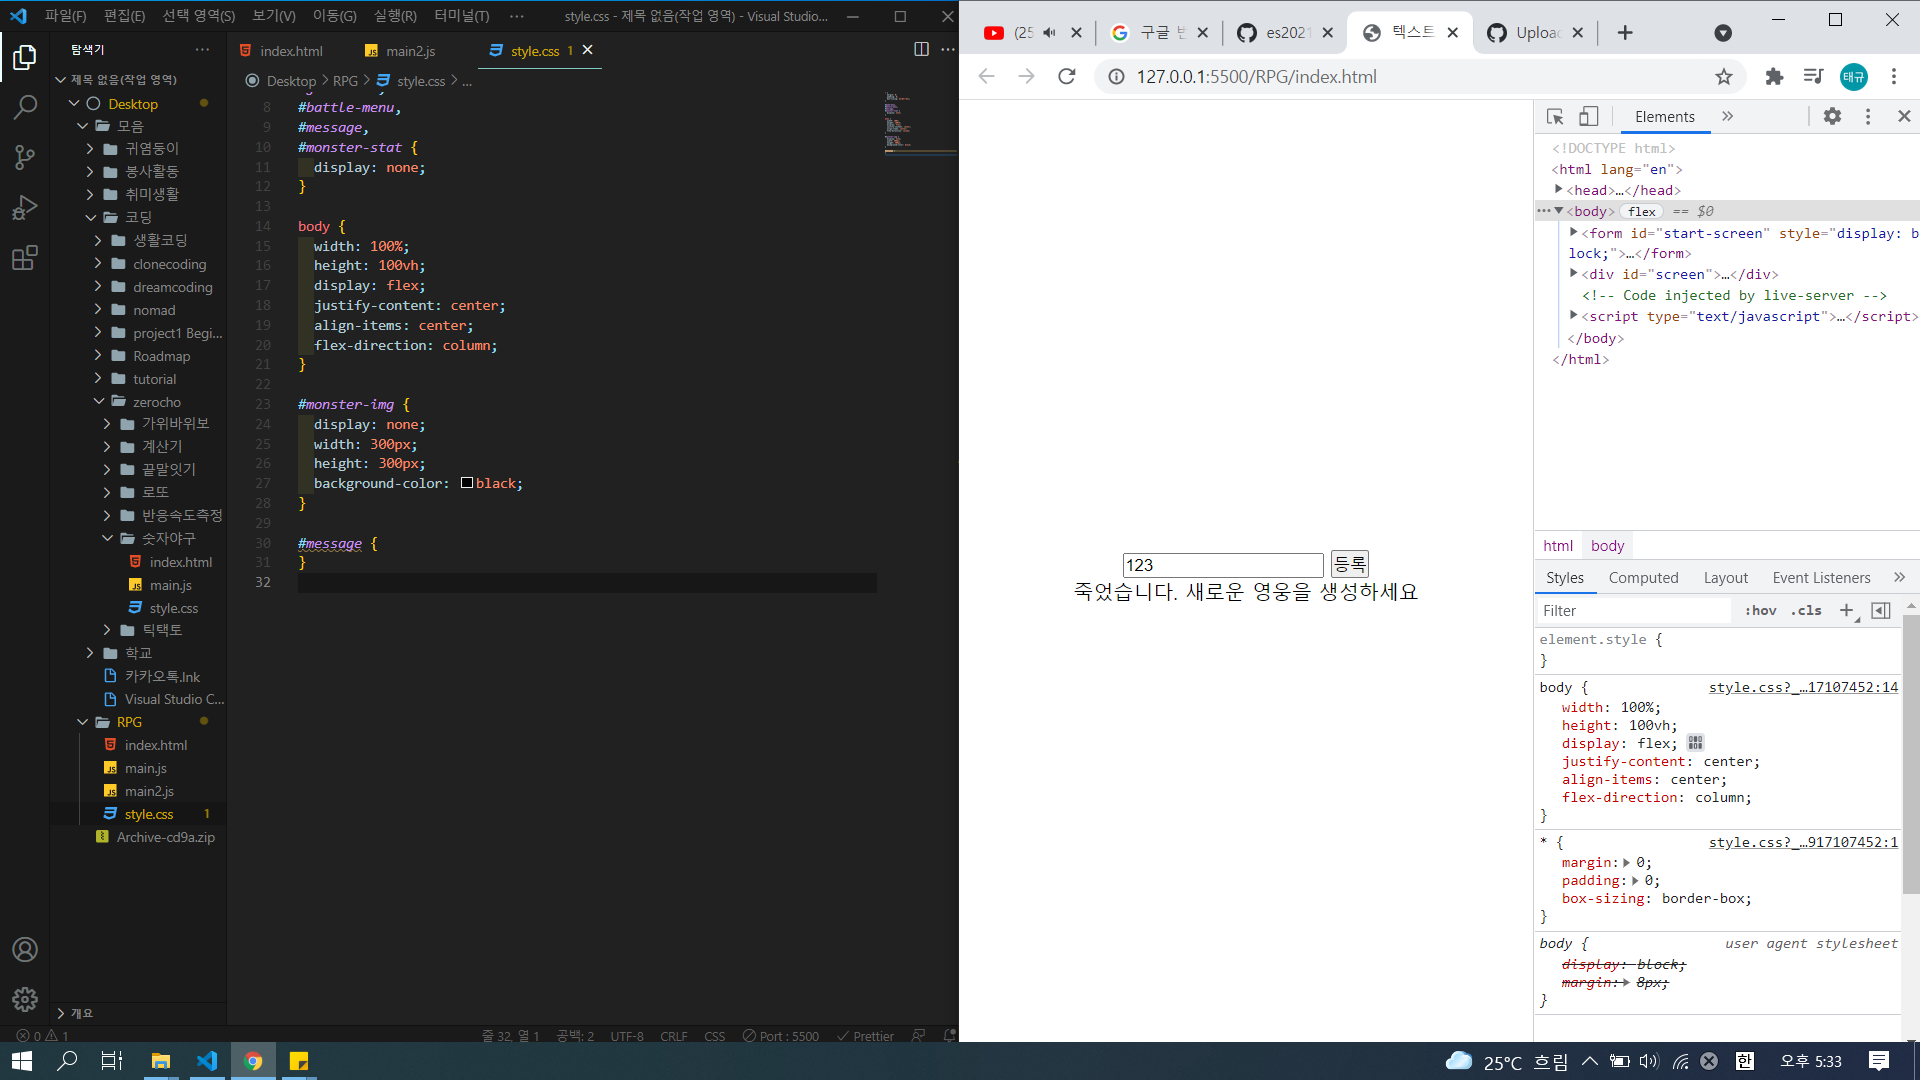 파일(F) 편집(E) 선택 영역(S) 보기(V) 이동(G) 실행(R) 터미널(T) ··· style.css - 제목 없음(작업 영역) - Visual Studio...
탐색기
제목 없음(작업 영역)
Desktop
모음
귀염둥이
봉사활동
취미생활
코딩
생활코딩
clonecoding
dreamcoding
nomad
project1 Begi...
Roadmap
tutorial
zerocho
가위바위보
계산기
끝말잇기
로또
반응속도측정
숫자야구
index.html
main.js
style.css
틱택토
학교
카카오톡.lnk
Visual Studio C...
RPG
index.html
main.js
main2.js
style.css 1
Archive-cd9a.zip
개요
index.html main2.js style.css 1
Desktop > RPG > style.css > ...
8 #battle-menu,
9 #message,
10 #monster-stat {
11 display: none;
12 }
13
14 body {
15 width: 100%;
16 height: 100vh;
17 display: flex;
18 justify-content: center;
19 align-items: center;
20 flex-direction: column;
21 }
22
23 #monster-img {
24 display: none;
25 width: 300px;
26 height: 300px;
27 background-color: black;
28 }
29
30 #message {
31 }
32
0 1 줄 32, 열 1 공백: 2 UTF-8 CRLF CSS Port : 5500 Prettier
(25 구글 번 es2021 텍스트 Upload
127.0.0.1:5500/RPG/index.html 태규
123 등록
죽었습니다. 새로운 영웅을 생성하세요
Elements
<!DOCTYPE html>
<html lang="en">
<head>…</head>
<body> flex == $0
<form id="start-screen" style="display: b
lock;">…</form>
<div id="screen">…</div>
<!-- Code injected by live-server -->
<script type="text/javascript">…</script>
</body>
</html>
html body
Styles Computed Layout Event Listeners
Filter :hov .cls
element.style {
}
body { style.css?_…17107452:14
width: 100%;
height: 100vh;
display: flex;
justify-content: center;
align-items: center;
flex-direction: column;
}
* { style.css?_…917107452:1
margin: 0;
padding: 0;
box-sizing: border-box;
}
body { user agent stylesheet
display: block;
margin: 8px;
}
25°C 흐림 한 오후 5:33